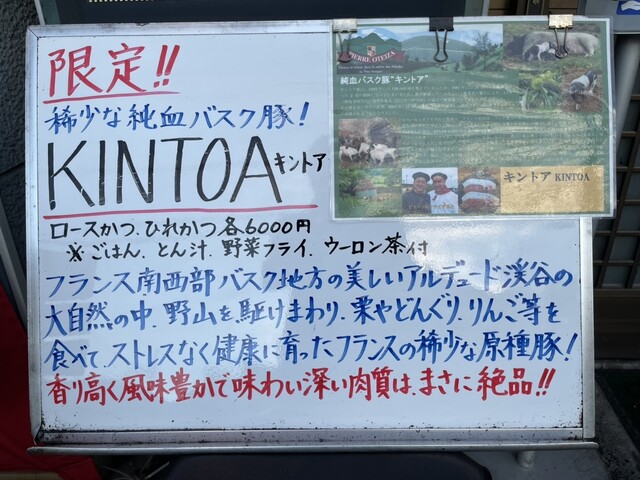 限定!!
稀少な純血バスク豚!
KINTOA キントア
ロースかつ、ひれかつ各6000円
※ごはん、とん汁、野菜フライ、ウーロン茶付
フランス南西部バスク地方の美しいアルデュード渓谷の
大自然の中、野山を駆けまわり、栗やどんぐり、りんご等を
食べて、ストレスなく健康に育ったフランスの稀少な原種豚!
香り高く風味豊かで味わい深い肉質は、まさに絶品!!
PIERRE OTEIZA
純血バスク豚"キントア"
キントア KINTOA